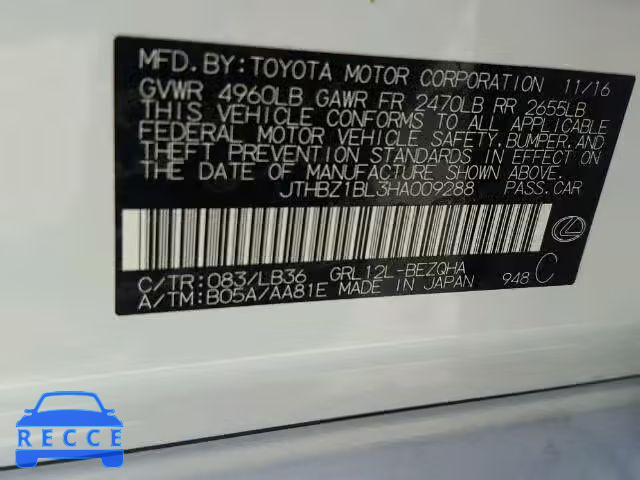 MFD. BY: TOYOTA MOTOR CORPORATION 11/16
GVWR 4960LB GAWR FR 2470LB RR 2655LB
THIS VEHICLE CONFORMS TO ALL APPLICABLE
FEDERAL MOTOR VEHICLE SAFETY, BUMPER, AND
THEFT PREVENTION STANDARDS IN EFFECT ON
THE DATE OF MANUFACTURE SHOWN ABOVE.
JTHBZ1BL3HA009288 PASS.CAR
C/TR: 083/LB36 GRL12L-BEZQHA
A/TM: B05A/AA81E MADE IN JAPAN 948 C
RECCE